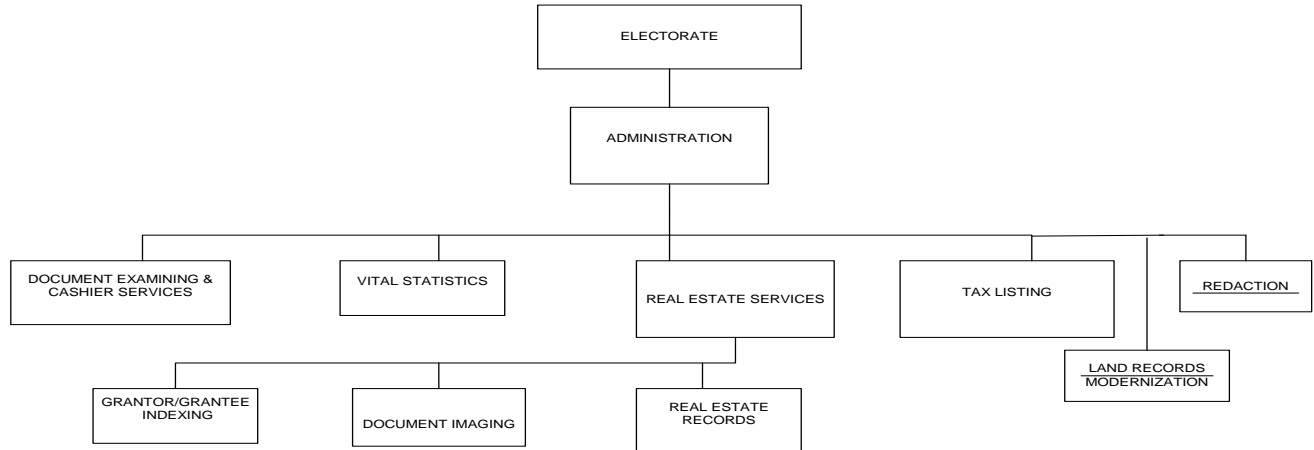 ELECTORATE
ADMINISTRATION
DOCUMENT EXAMINING &
CASHIER SERVICES
VITAL STATISTICS
REAL ESTATE SERVICES
TAX LISTING
REDACTION
LAND RECORDS
MODERNIZATION
GRANTOR/GRANTEE
INDEXING
DOCUMENT IMAGING
REAL ESTATE
RECORDS